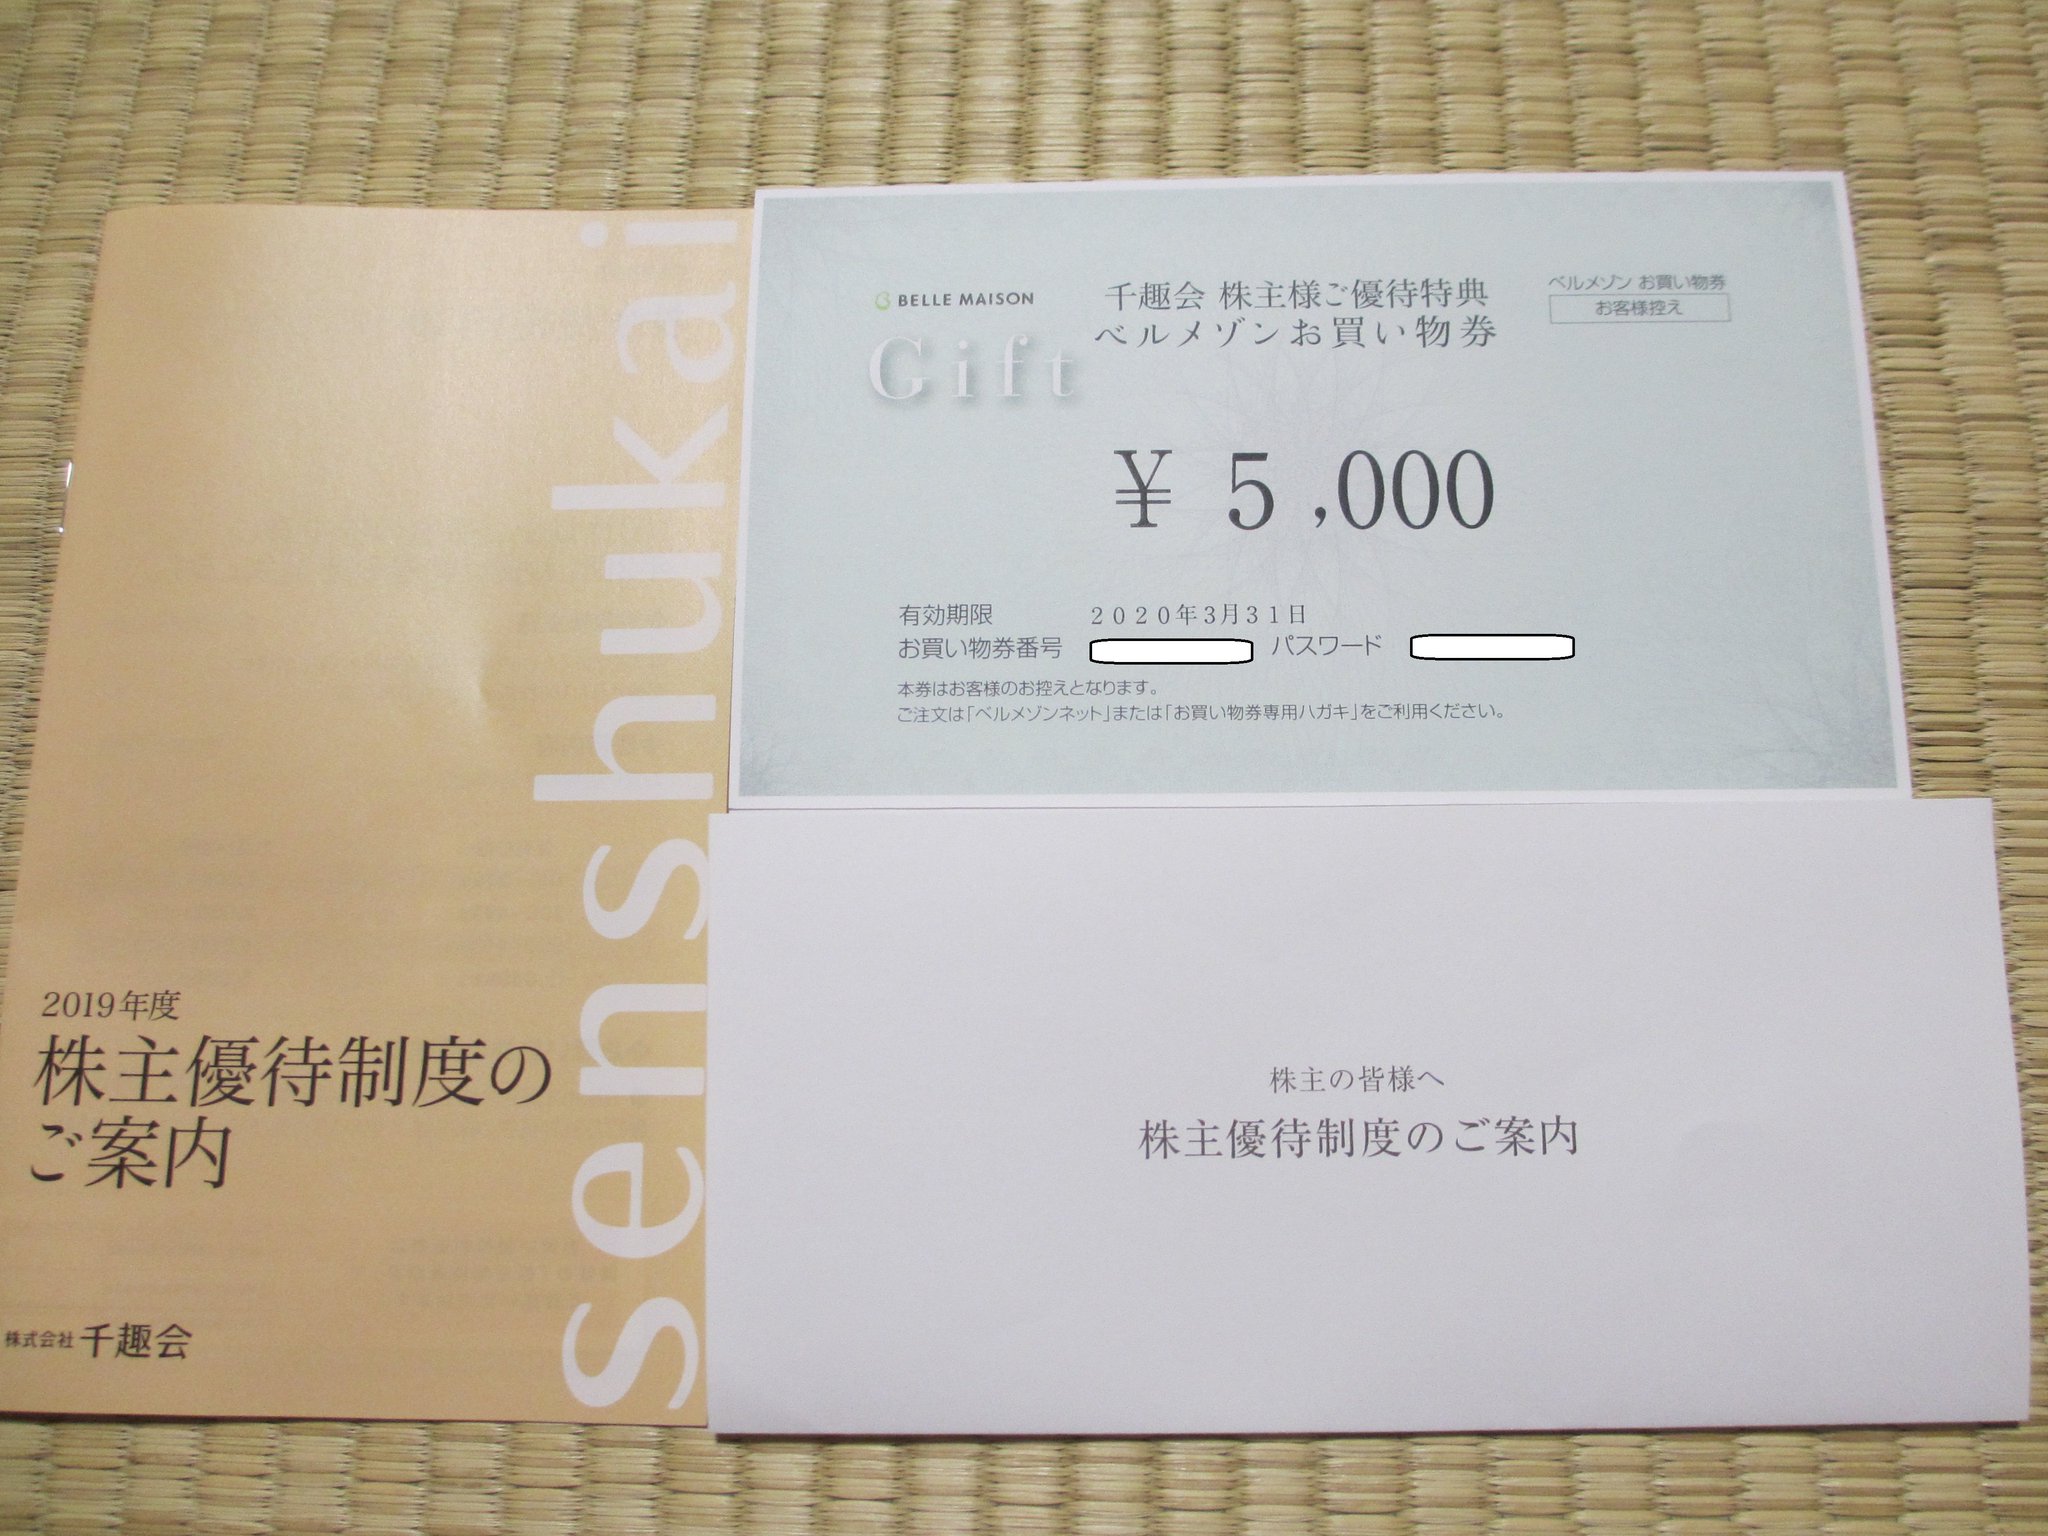 senshukai
2019年度
株主優待制度の
ご案内
株式会社 千趣会
BELLE MAISON
Gift
千趣会 株主様ご優待特典
ベルメゾンお買い物券
ベルメゾン お買い物券
お客様控え
¥ 5,000
有効期限 2020年3月31日
お買い物券番号 パスワード
本券はお客様のお控えとなります。
ご注文は「ベルメゾンネット」または「お買い物券専用ハガキ」をご利用ください。
株主の皆様へ
株主優待制度のご案内